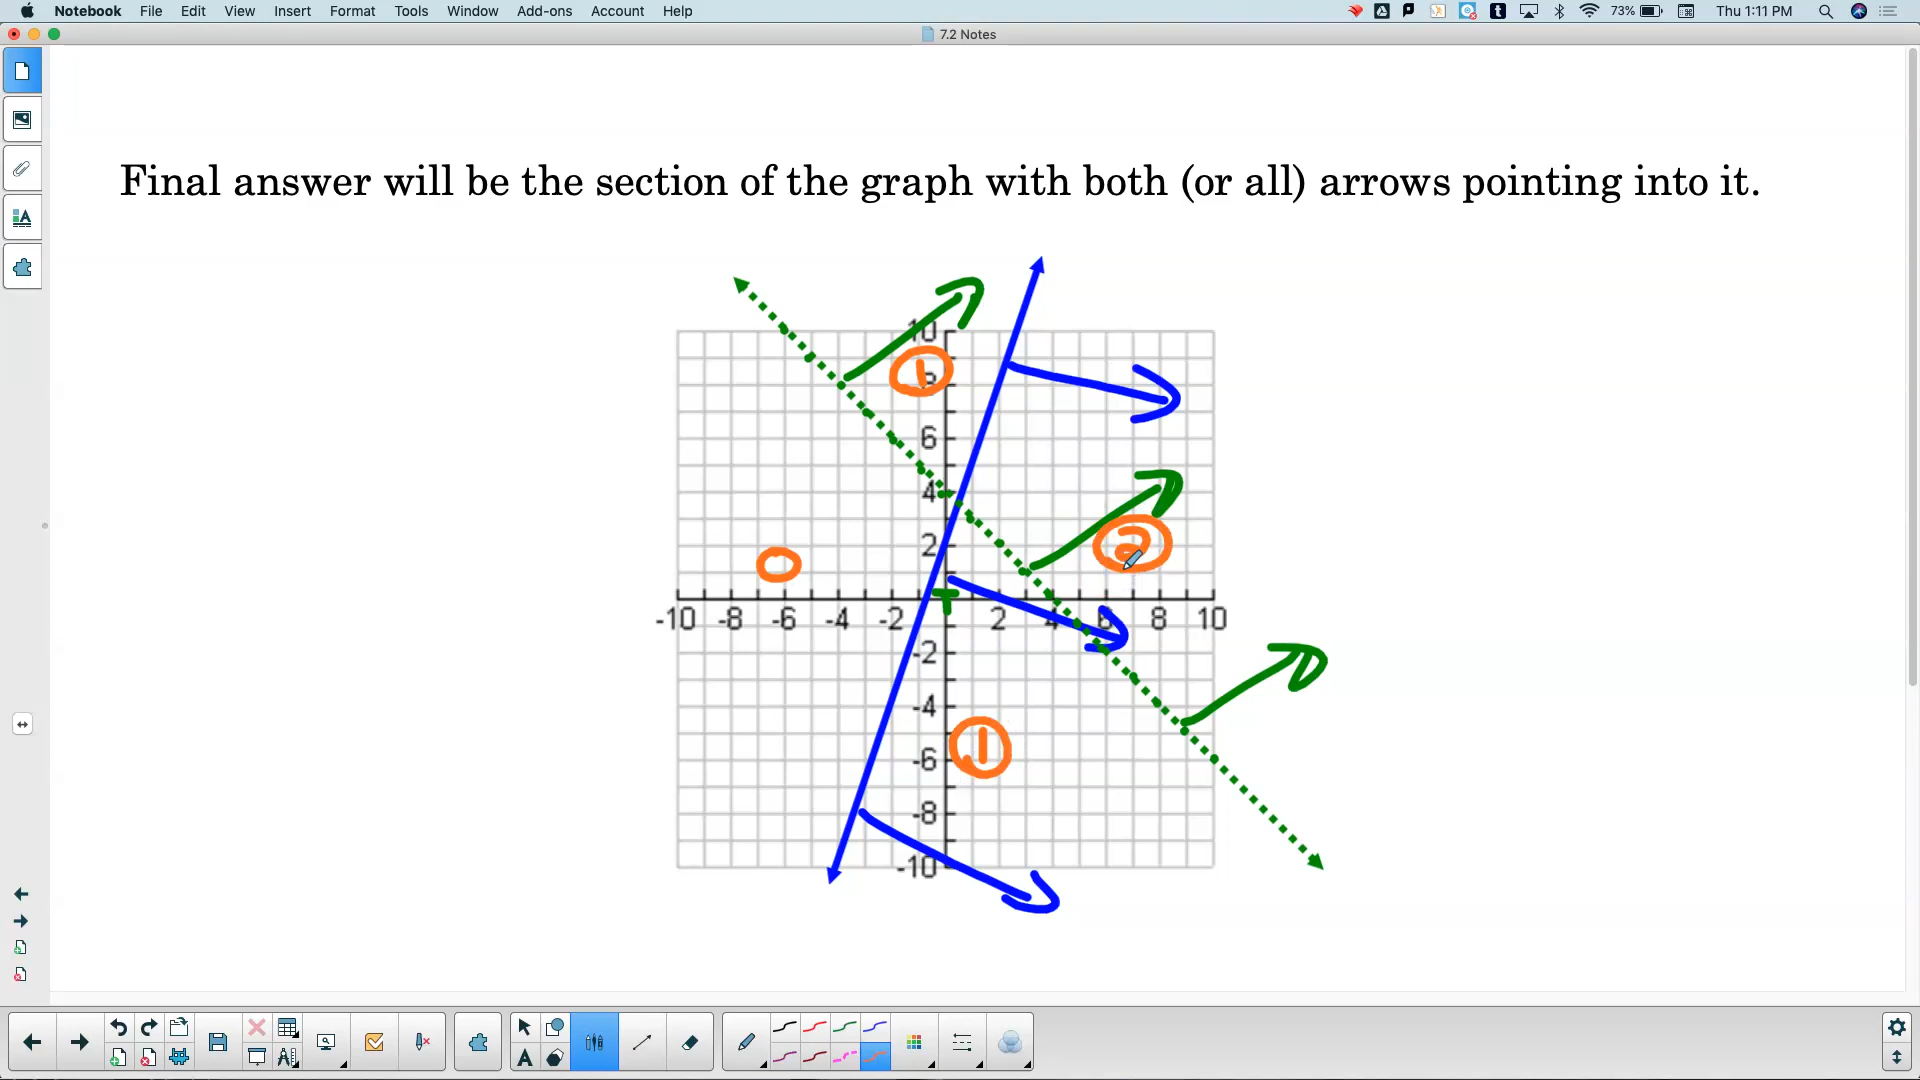 Notebook File Edit View Insert Format Tools Window Add-ons Account Help 73% Thu 1:11 PM
7.2 Notes
Final answer will be the section of the graph with both (or all) arrows pointing into it.
10
1
8
6
4
2
2
0
-10 -8 -6 -4 -2 2 4 6 8 10
-2
-4
1
-6
-8
-10
A